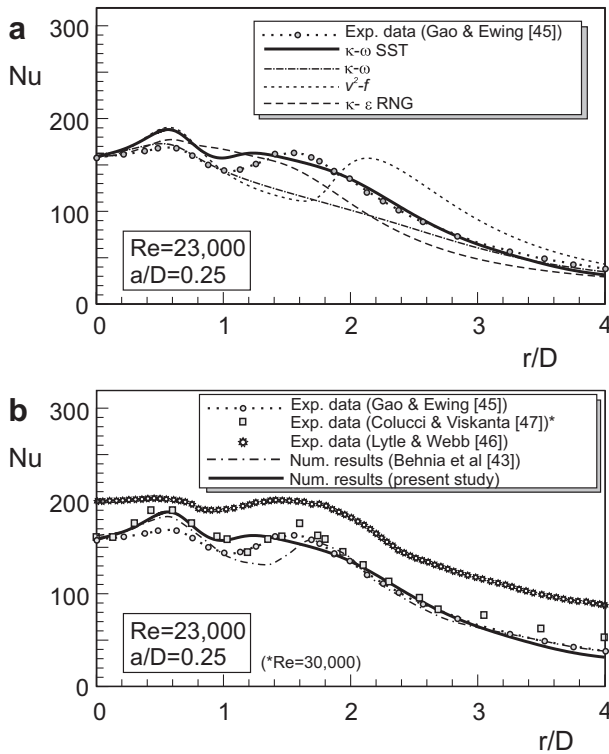 a
300
Nu
200
100
0
Exp. data (Gao & Ewing [45])
κ-ω SST
κ-ω
v²-f
κ- ε RNG
Re=23,000
a/D=0.25
0 1 2 3 4
r/D
b
300
Nu
200
100
0
Exp. data (Gao & Ewing [45])
Exp. data (Colucci & Viskanta [47])*
Exp. data (Lytle & Webb [46])
Num. results (Behnia et al [43])
Num. results (present study)
Re=23,000
a/D=0.25
(*Re=30,000)
0 1 2 3 4
r/D